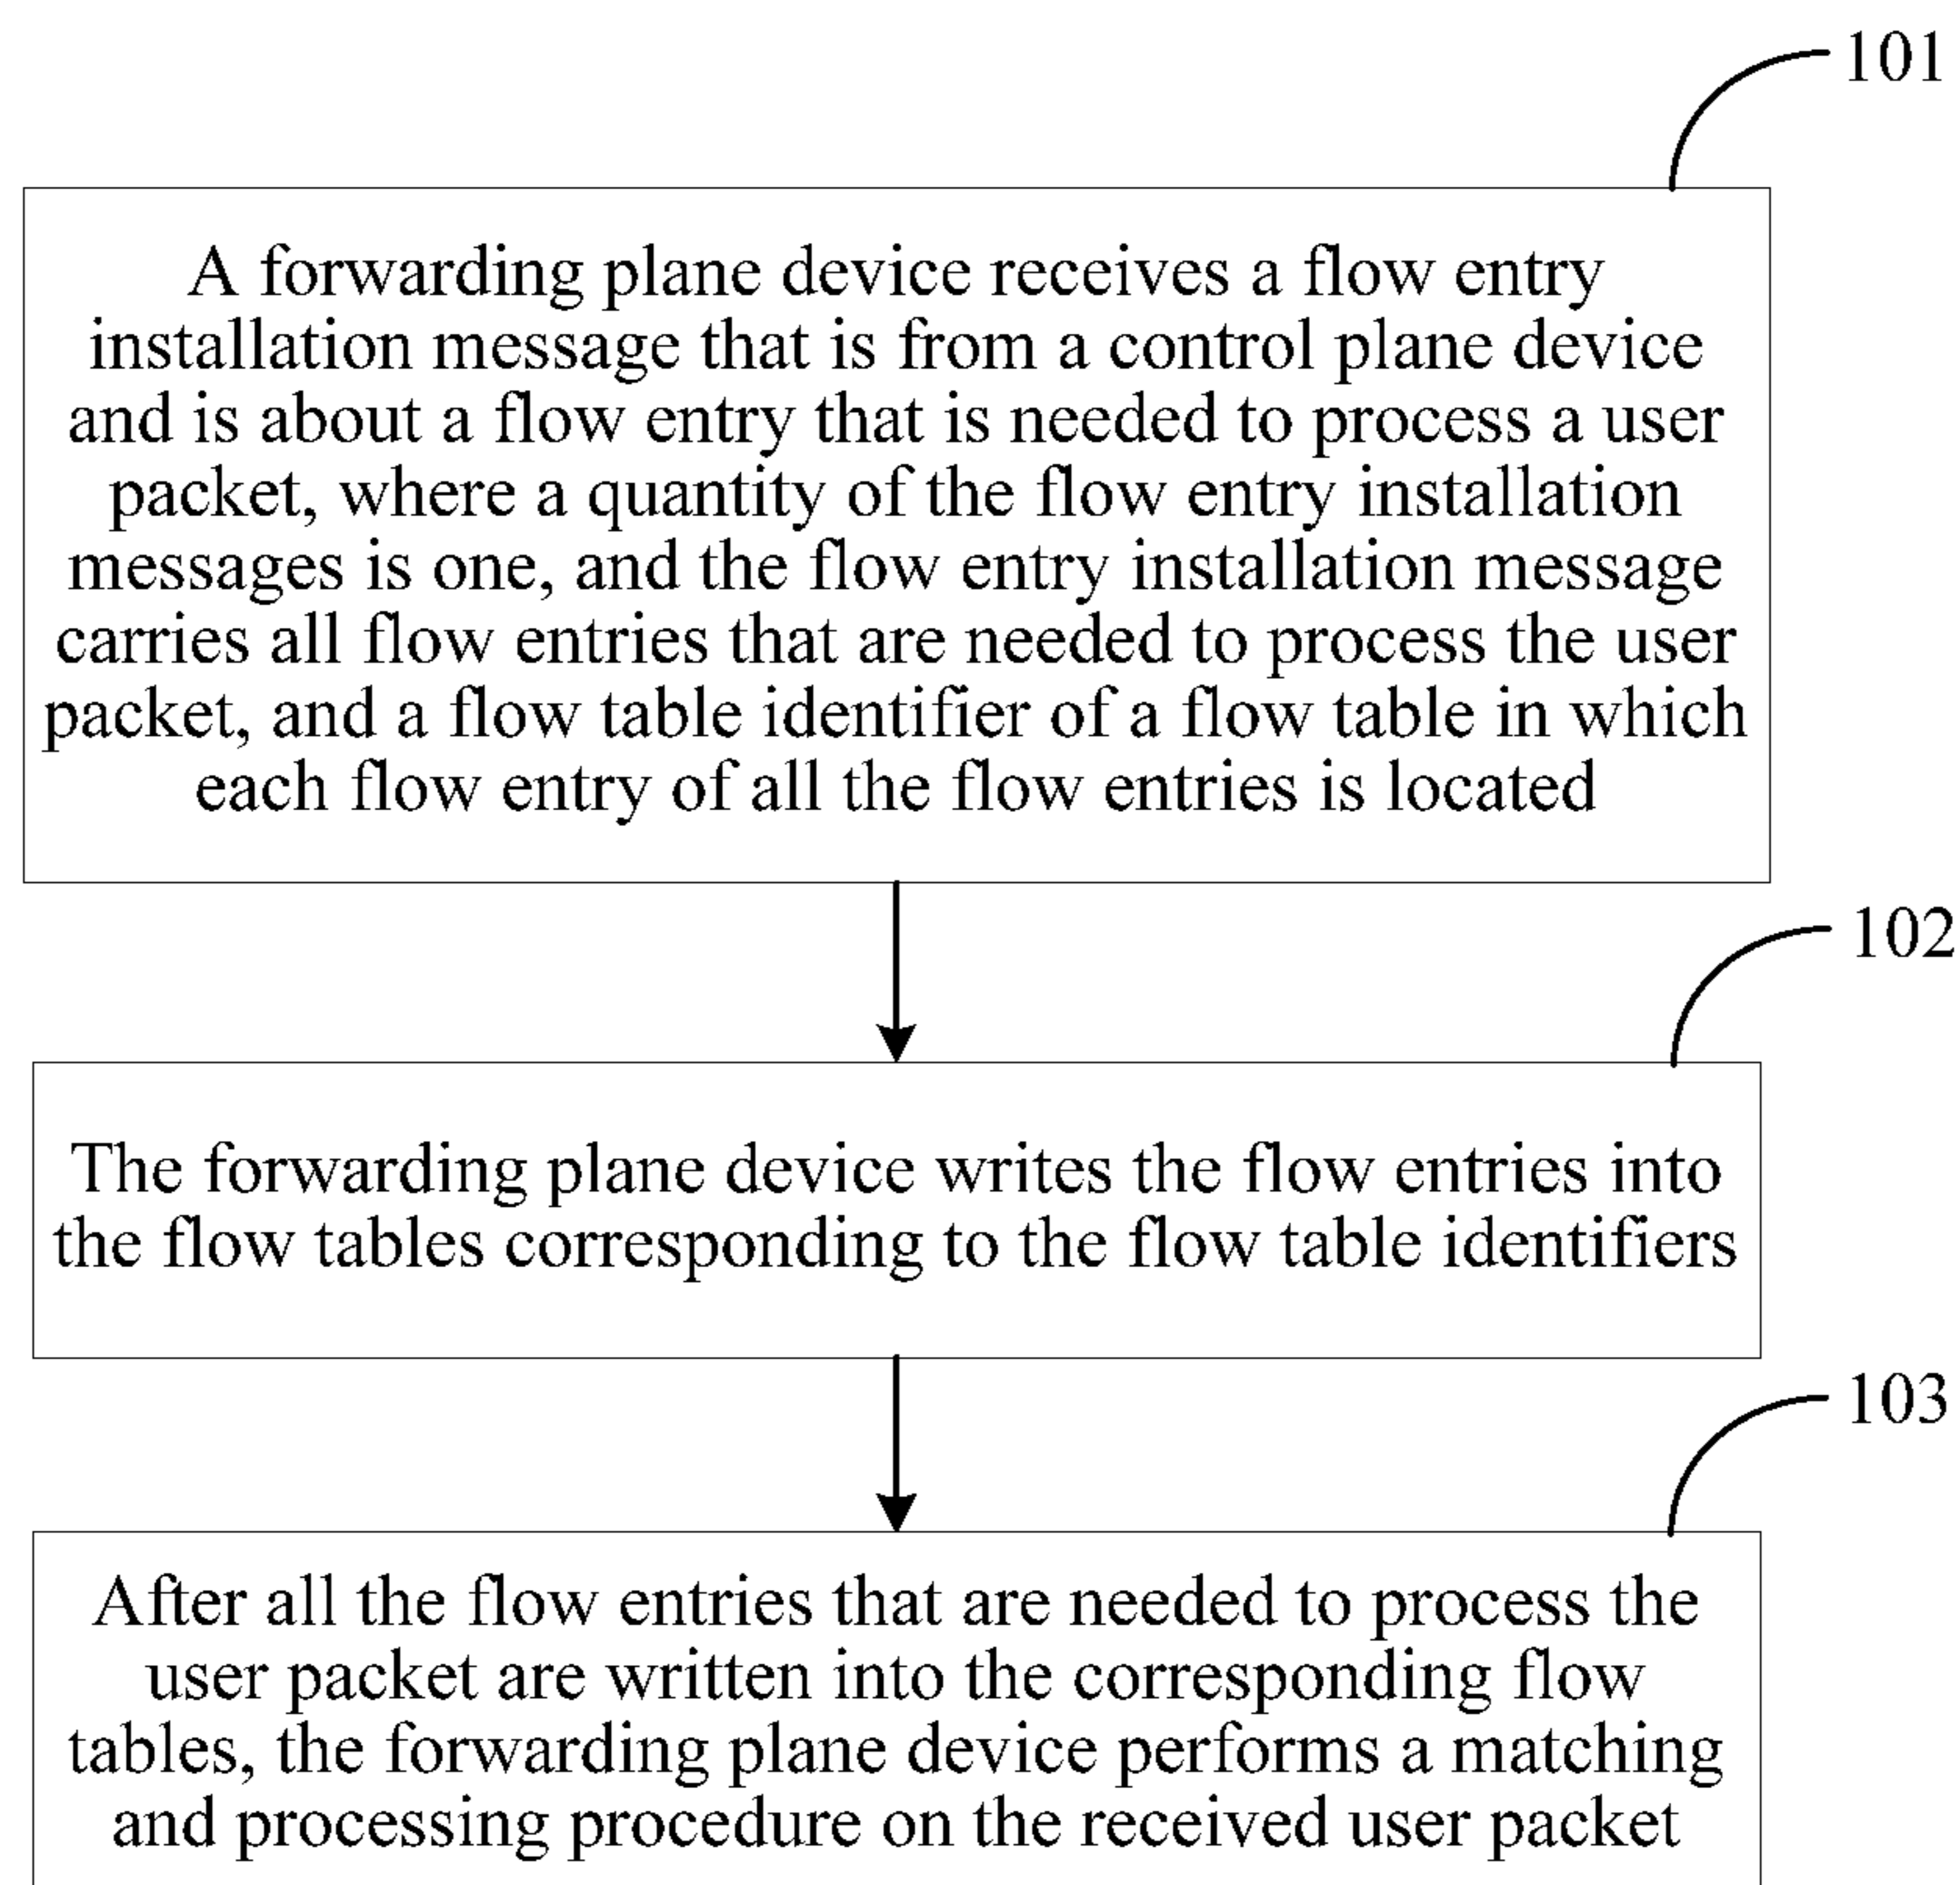 101
A forwarding plane device receives a flow entry
installation message that is from a control plane device
and is about a flow entry that is needed to process a user
packet, where a quantity of the flow entry installation
messages is one, and the flow entry installation message
carries all flow entries that are needed to process the user
packet, and a flow table identifier of a flow table in which
each flow entry of all the flow entries is located
102
The forwarding plane device writes the flow entries into
the flow tables corresponding to the flow table identifiers
103
After all the flow entries that are needed to process the
user packet are written into the corresponding flow
tables, the forwarding plane device performs a matching
and processing procedure on the received user packet